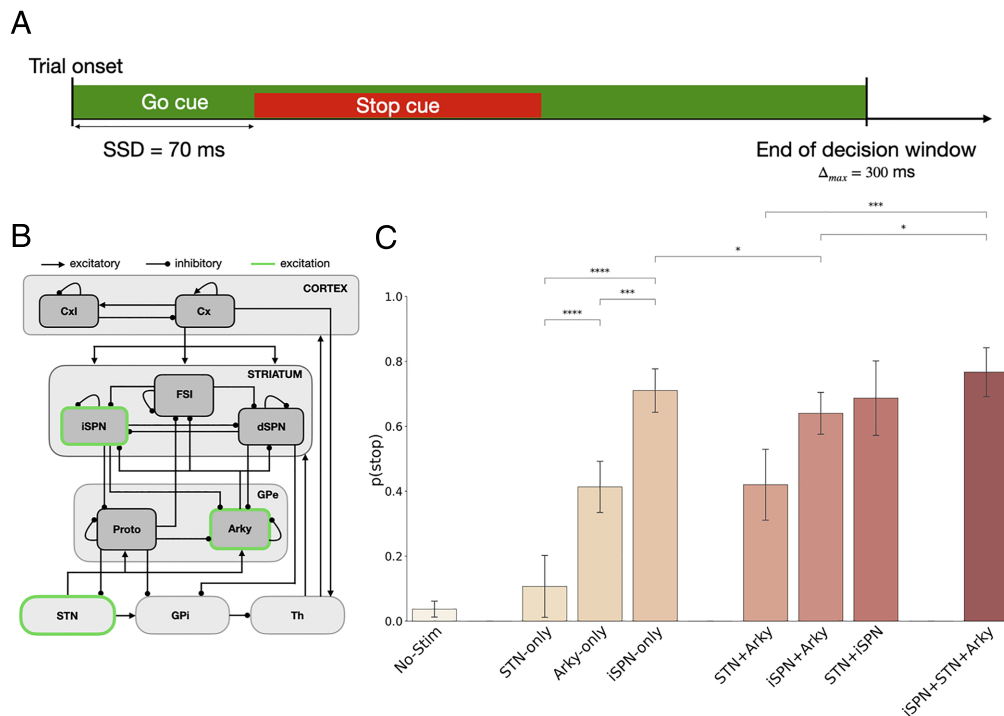 A
Trial onset
Go cue
Stop cue
SSD = 70 ms
End of decision window
Δmax = 300 ms
B
excitatory
inhibitory
excitation
CORTEX
CxI
Cx
STRIATUM
FSI
iSPN
dSPN
GPe
Proto
Arky
STN
GPi
Th
C
***
*
*
****
***
****
p(stop)
1.0
0.8
0.6
0.4
0.2
0.0
No-Stim
STN-only
Arky-only
iSPN-only
STN+Arky
iSPN+Arky
STN+iSPN
iSPN+STN+Arky